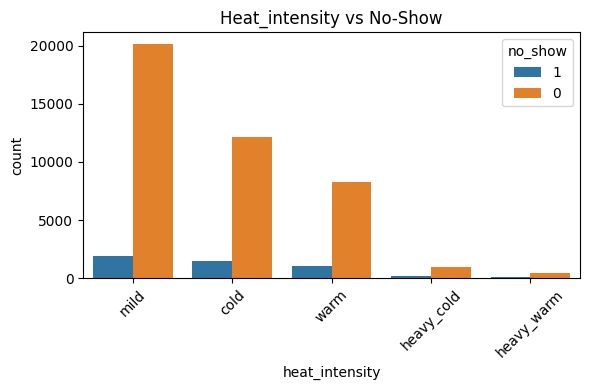 Heat_intensity vs No-Show
no_show
1
0
20000
15000
10000
5000
0
count
mild
cold
warm
heavy_cold
heavy_warm
heat_intensity